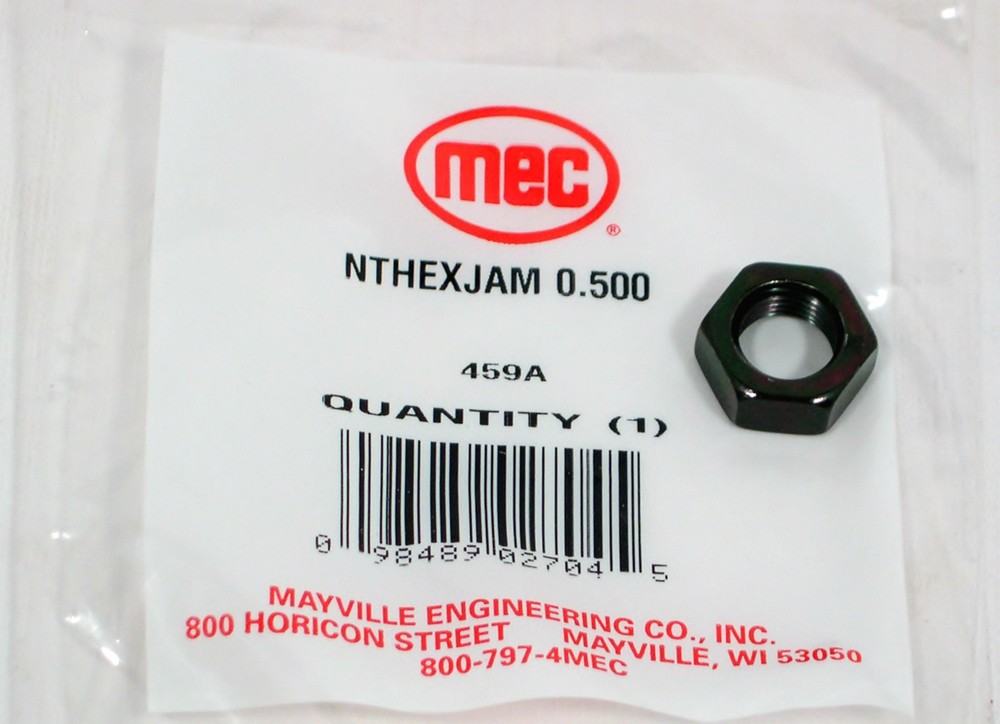 mec®
NTHEXJAM 0.500
459A
QUANTITY (1)
0 98489 02704 5
MAYVILLE ENGINEERING CO., INC.
800 HORICON STREET MAYVILLE, WI 53050
800-797-4MEC